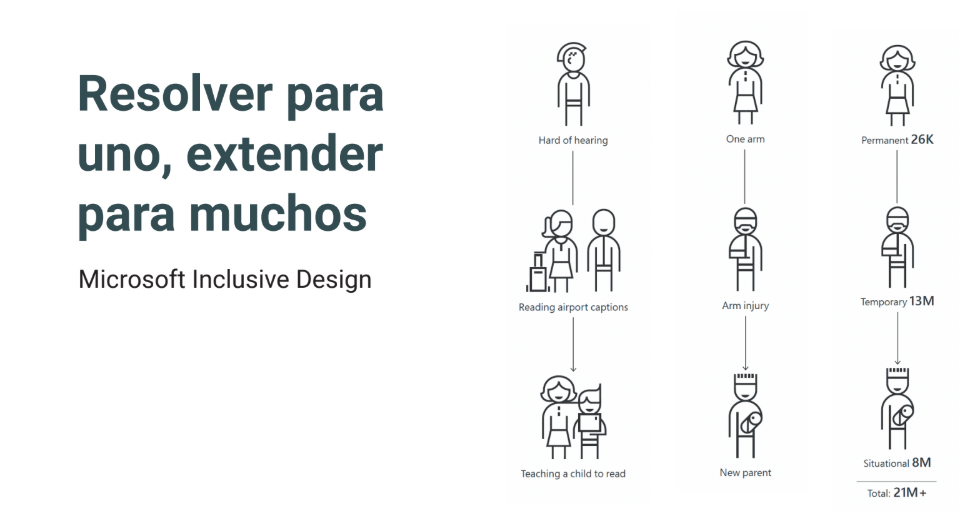 Resolver para
uno, extender
para muchos
Microsoft Inclusive Design
Hard of hearing
Reading airport captions
Teaching a child to read
One arm
Arm injury
New parent
Permanent 26K
Temporary 13M
Situational 8M
Total: 21M+